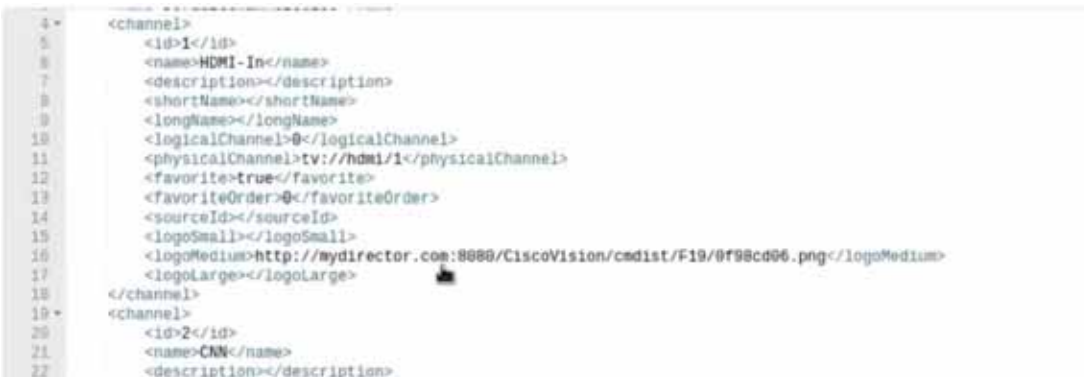 4 <channel>
5 <id>1</id>
6 <name>HDMI-In</name>
7 <description></description>
8 <shortName></shortName>
9 <longName></longName>
10 <logicalChannel>0</logicalChannel>
11 <physicalChannel>tv://hdmi/1</physicalChannel>
12 <favorite>true</favorite>
13 <favoriteOrder>0</favoriteOrder>
14 <sourceId></sourceId>
15 <logoSmall></logoSmall>
16 <logoMedium>http://mydirector.com:8080/CiscoVision/cmdist/F19/0f98cd06.png</logoMedium>
17 <logoLarge></logoLarge>
18 </channel>
19 <channel>
20 <id>2</id>
21 <name>CNN</name>
22 <description></description>